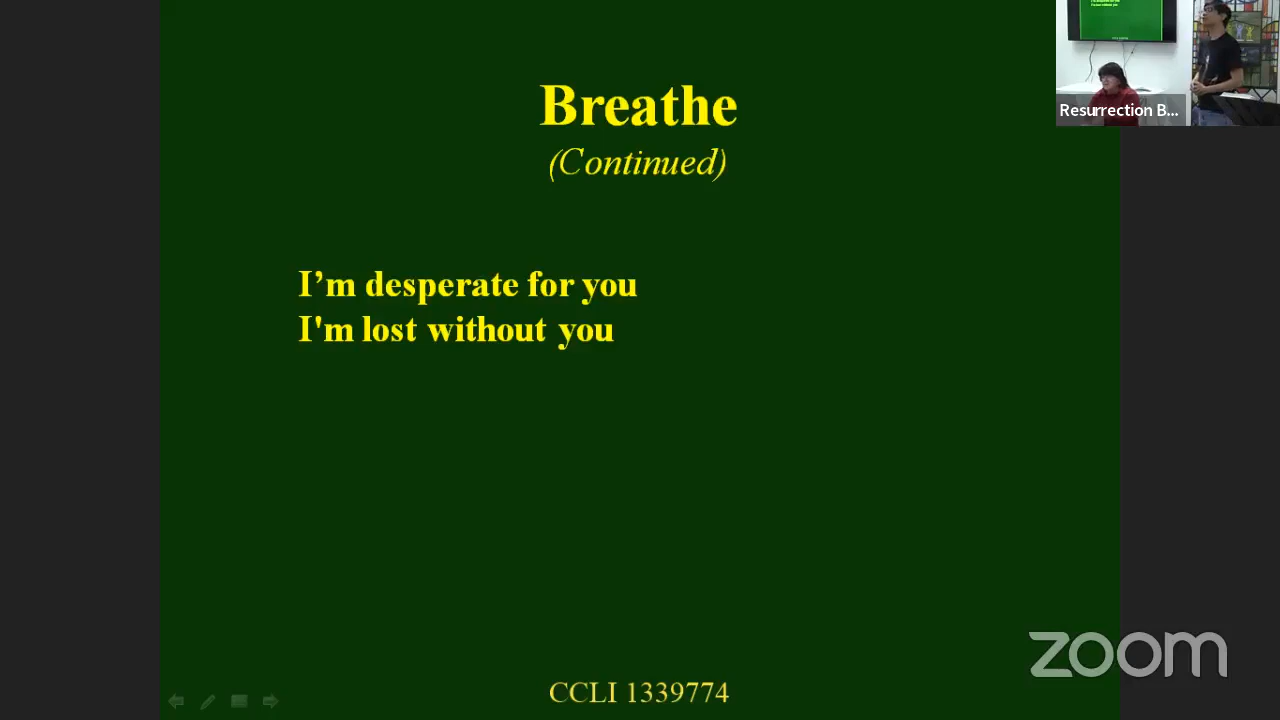 Breathe
(Continued)
I’m desperate for you
I'm lost without you
CCLI 1339774
Resurrection B...
zoom